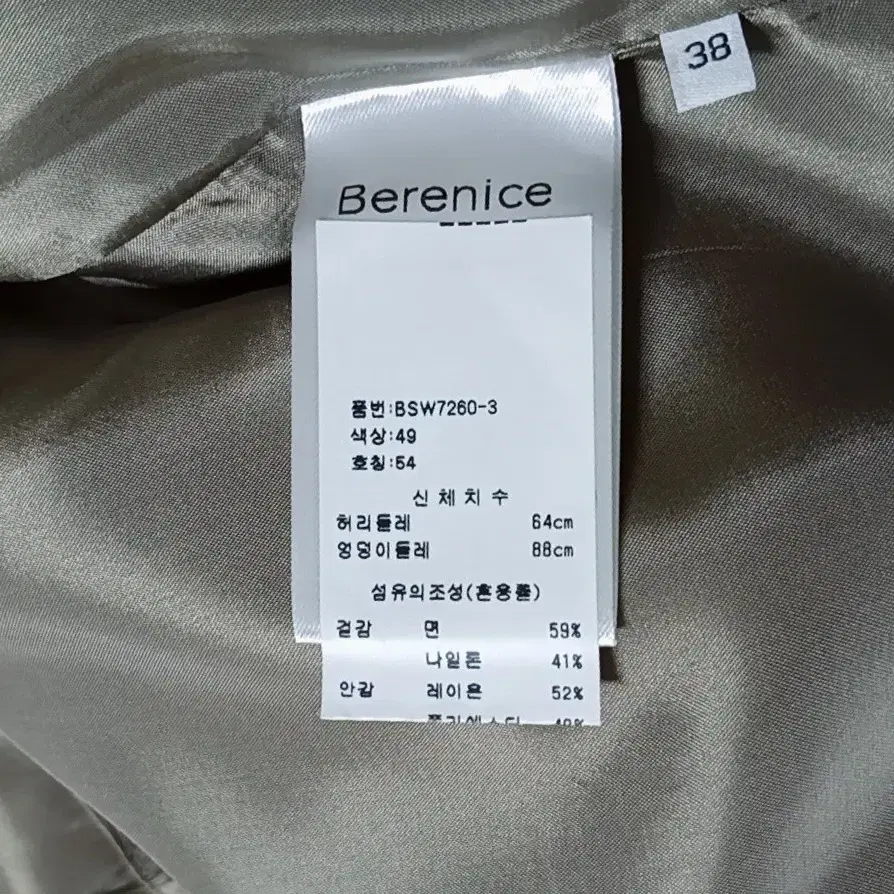 38
Berenice
품번:BSW7260-3
색상:49
호칭:54
신체치수
허리둘레 64cm
엉덩이둘레 88cm
섬유의조성(혼용률)
겉감 면 59%
나일론 41%
안감 레이욘 52%